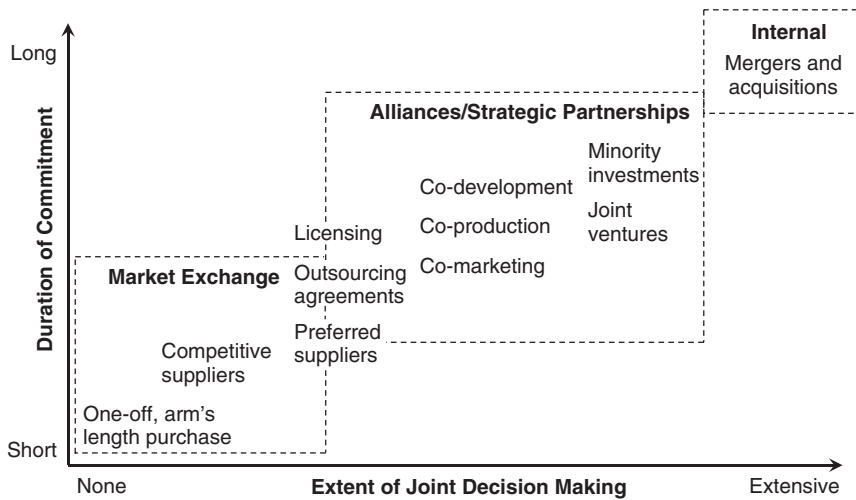 Long
Internal
Mergers and
acquisitions
Alliances/Strategic Partnerships
Minority
investments
Co-development
Joint
ventures
Co-production
Licensing
Co-marketing
Duration of Commitment
Market Exchange
Outsourcing
agreements
Preferred
suppliers
Competitive
suppliers
One-off, arm's
length purchase
Short
None
Extent of Joint Decision Making
Extensive